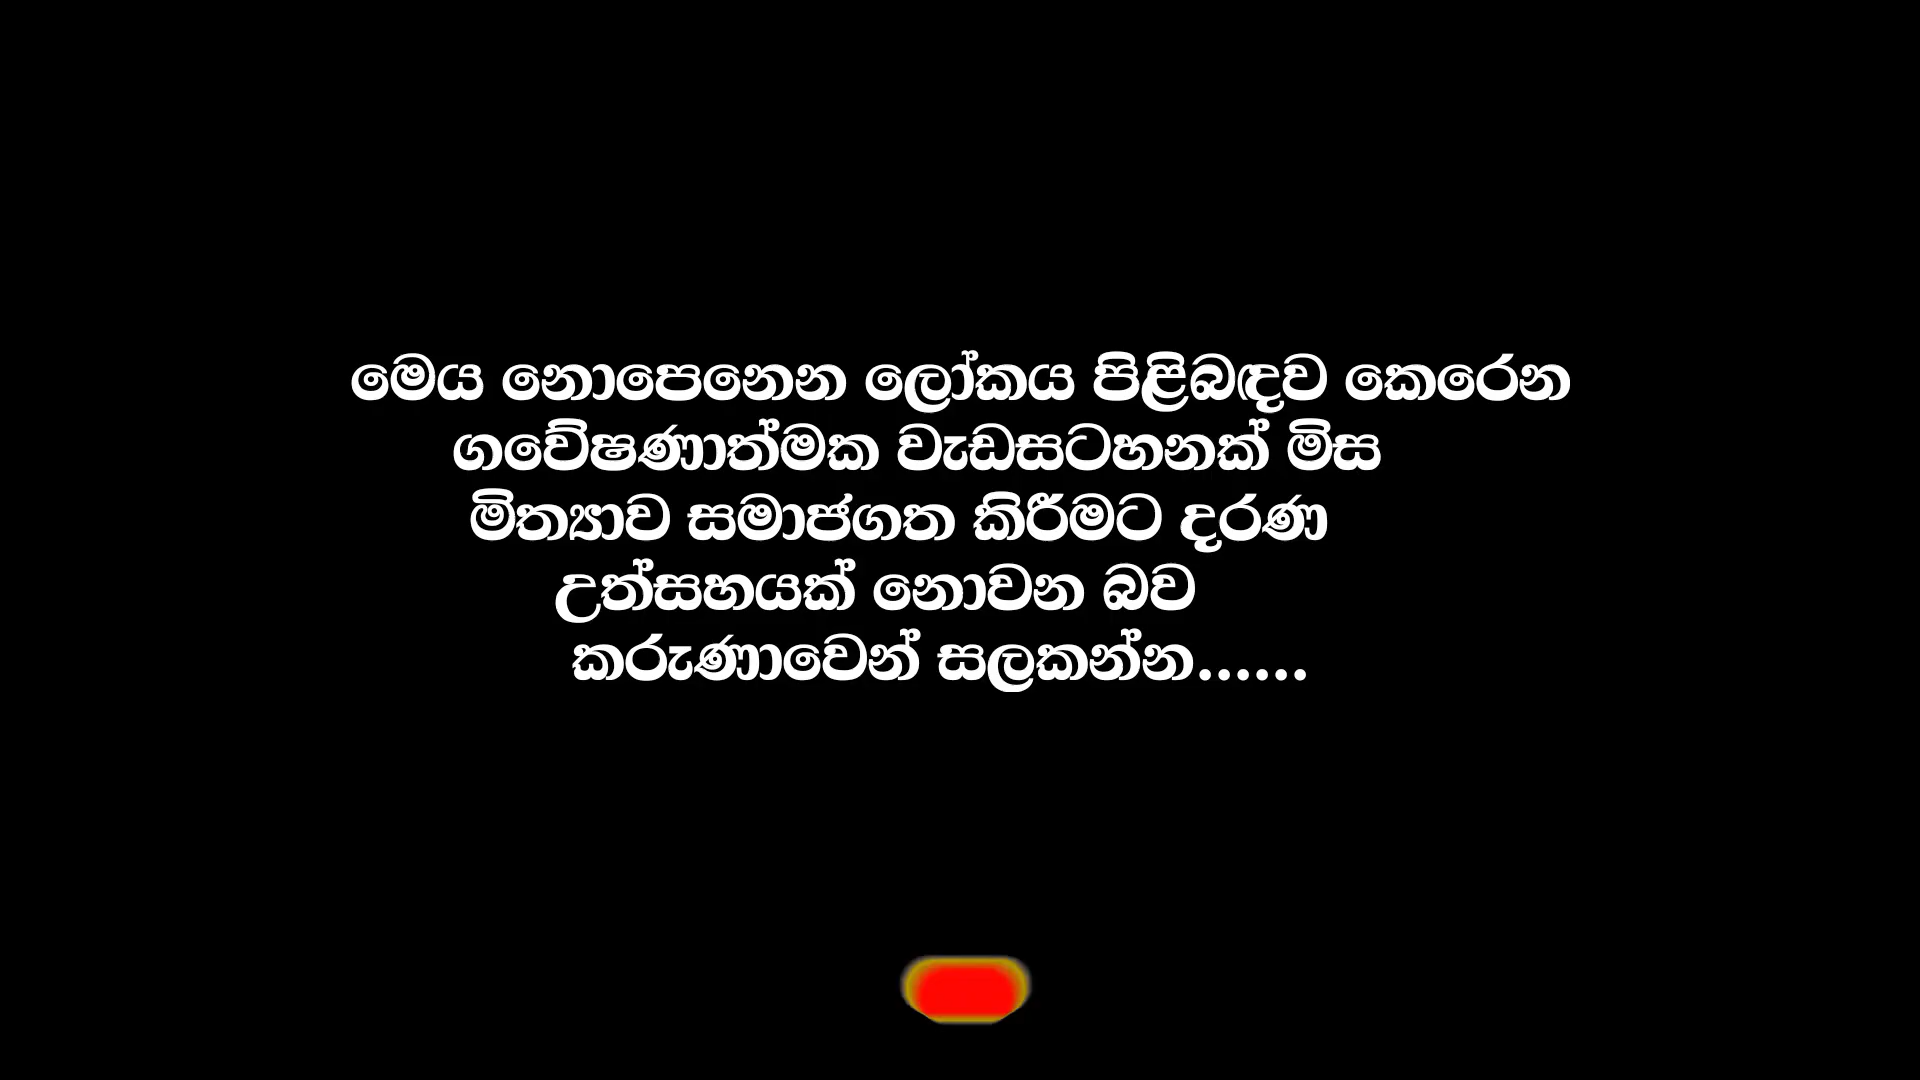 මෙය නොපෙනෙන ලෝකය පිළිබඳව කෙරෙන
ගවේෂණාත්මක වැඩසටහනක් මිස
මිත්‍යාව සමාජගත කිරීමට දරණ
උත්සහයක් නොවන බව
කරුණාවෙන් සලකන්න......